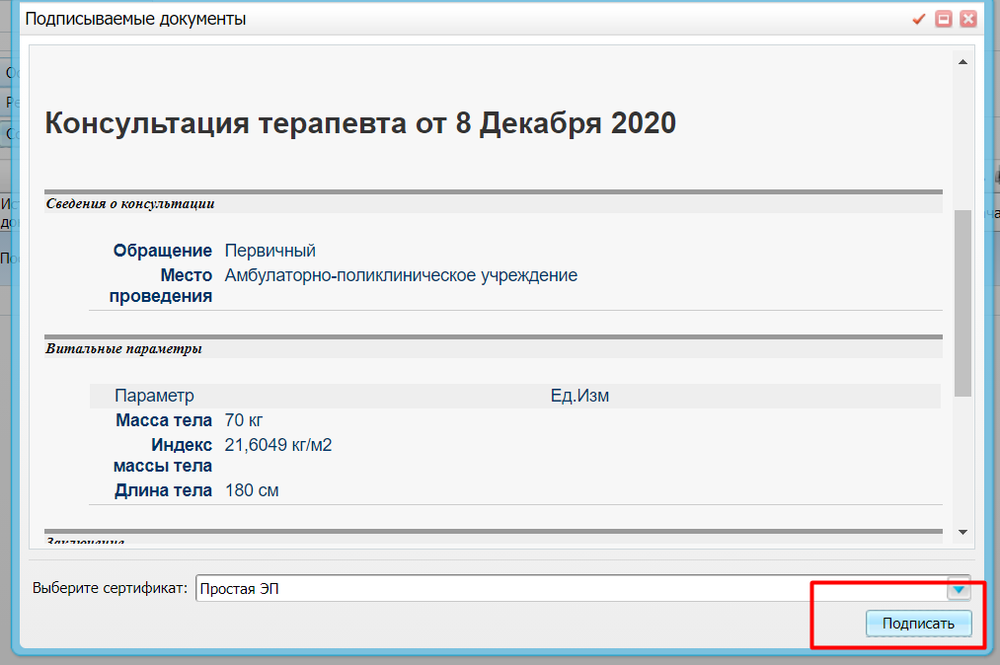 Подписываемые документы
Консультация терапевта от 8 Декабря 2020
Сведения о консультации
Обращение Первичный
Место Амбулаторно-поликлиническое учреждение
проведения
Витальные параметры
Параметр Ед.Изм
Масса тела 70 кг
Индекс 21,6049 кг/м2
массы тела
Длина тела 180 см
Заключение
Выберите сертификат: Простая ЭП
Подписать